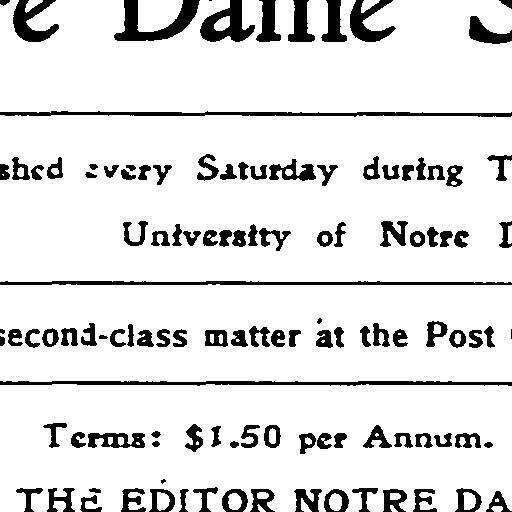 re Dame S
shed every Saturday during T
University of Notre D
second-class matter at the Post
Terms: $1.50 per Annum.
THE EDITOR NOTRE DA